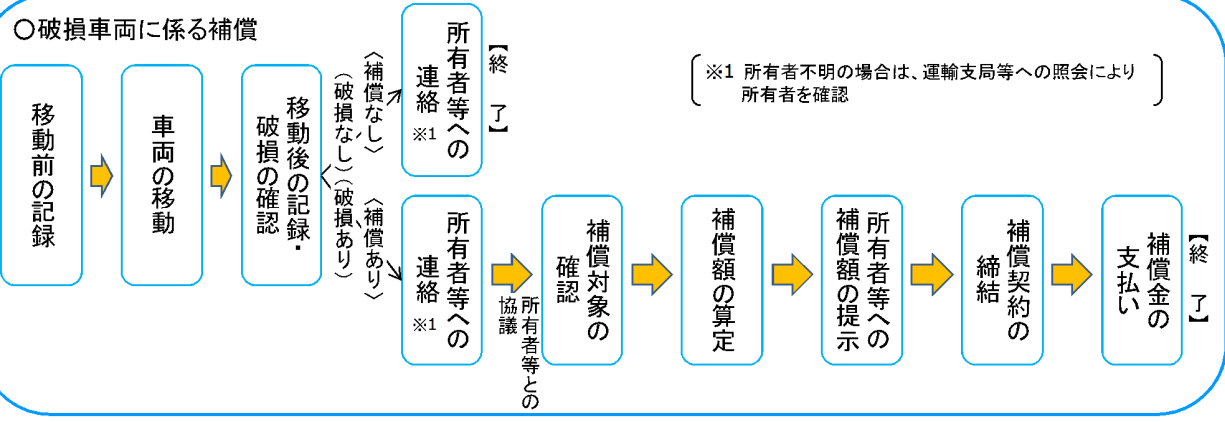 ○破損車両に係る補償
※1 所有者不明の場合は、運輸支局等への照会により
所有者を確認
移動前の記録
車両の移動
移動後の記録・
破損の確認
〈補償なし〉
（破損なし）
所有者等への
連絡
※1
【終 了】
〈補償あり〉
（破損あり）
所有者等への
連絡
※1
所有者等との
協議
補償対象の
確認
補償額の算定
所有者等への
補償額の提示
補償契約の
締結
補償金の
支払い
【終 了】